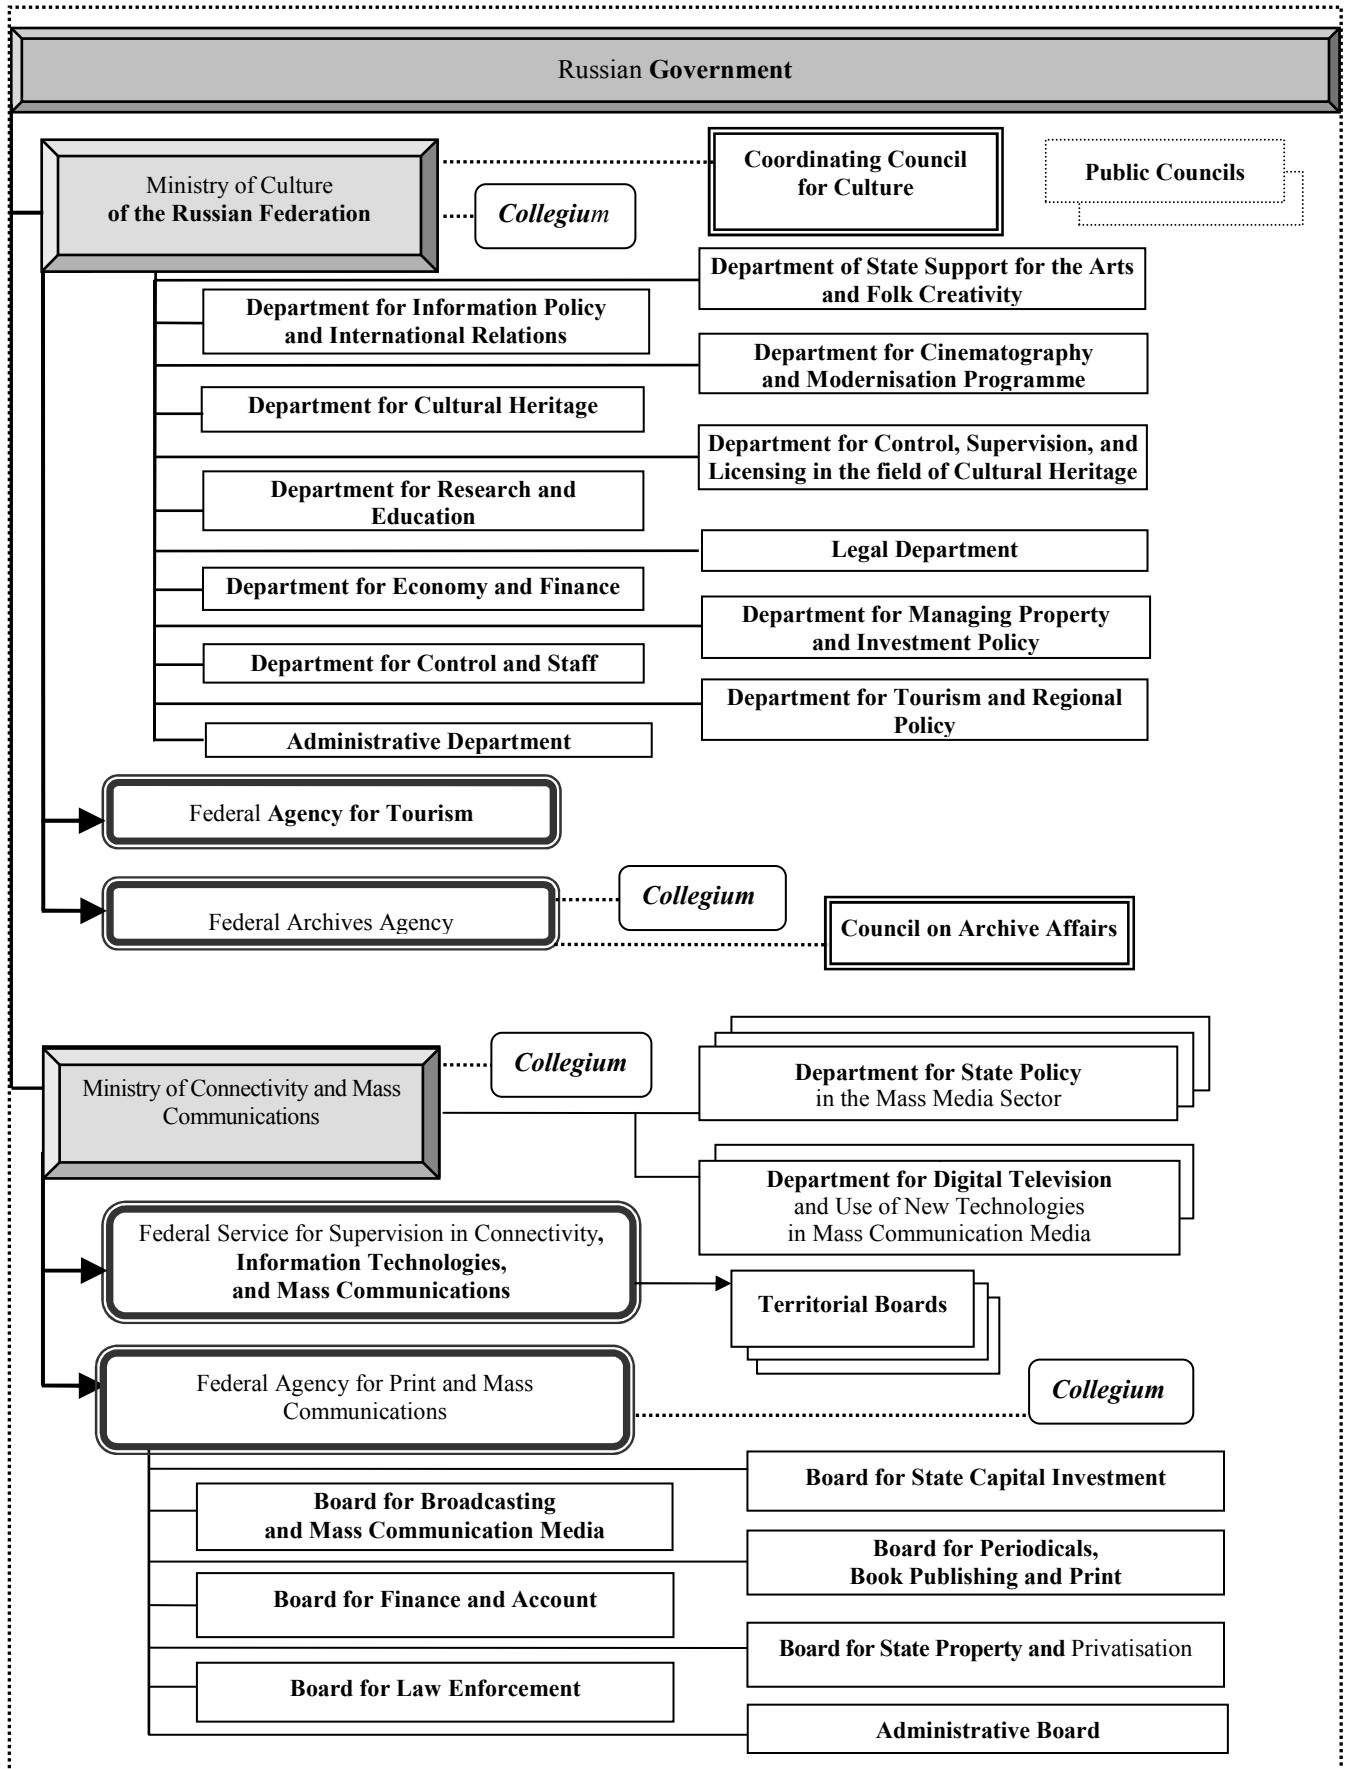 Russian Government
Ministry of Culture
of the Russian Federation
Collegium
Coordinating Council
for Culture
Public Councils
Department of State Support for the Arts
and Folk Creativity
Department for Information Policy
and International Relations
Department for Cinematography
and Modernisation Programme
Department for Cultural Heritage
Department for Control, Supervision, and
Licensing in the field of Cultural Heritage
Department for Research and
Education
Legal Department
Department for Economy and Finance
Department for Managing Property
and Investment Policy
Department for Control and Staff
Department for Tourism and Regional
Policy
Administrative Department
Federal Agency for Tourism
Federal Archives Agency
Collegium
Council on Archive Affairs
Ministry of Connectivity and Mass
Communications
Collegium
Department for State Policy
in the Mass Media Sector
Department for Digital Television
and Use of New Technologies
in Mass Communication Media
Federal Service for Supervision in Connectivity,
Information Technologies,
and Mass Communications
Territorial Boards
Federal Agency for Print and Mass
Communications
Collegium
Board for State Capital Investment
Board for Broadcasting
and Mass Communication Media
Board for Periodicals,
Book Publishing and Print
Board for Finance and Account
Board for State Property and Privatisation
Board for Law Enforcement
Administrative Board